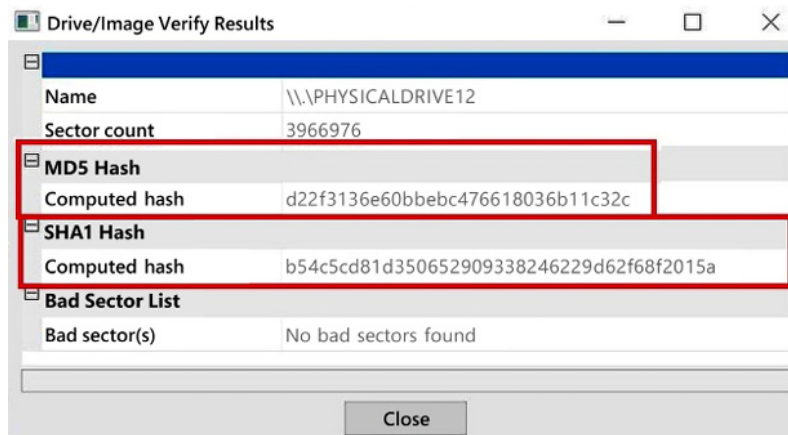 Drive/Image Verify Results
Name \\.\PHYSICALDRIVE12
Sector count 3966976
MD5 Hash
Computed hash d22f3136e60bbebc476618036b11c32c
SHA1 Hash
Computed hash b54c5cd81d350652909338246229d62f68f2015a
Bad Sector List
Bad sector(s) No bad sectors found
Close